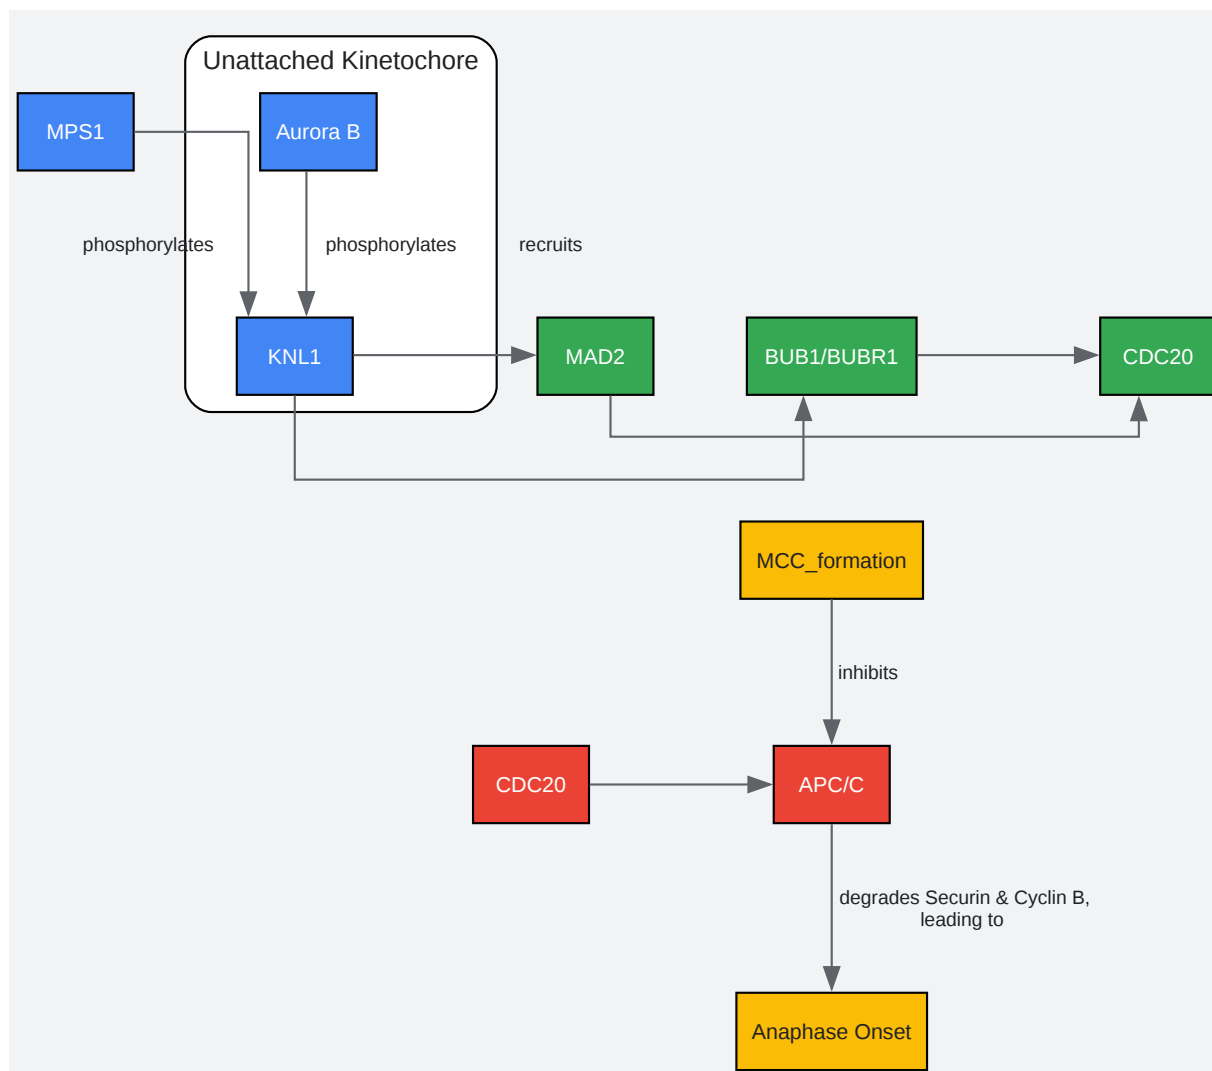 Unattached Kinetochore
MPS1
Aurora B
phosphorylates
phosphorylates
recruits
KNL1
MAD2
BUB1/BUBR1
CDC20
MCC_formation
inhibits
CDC20
APC/C
degrades Securin & Cyclin B,
leading to
Anaphase Onset